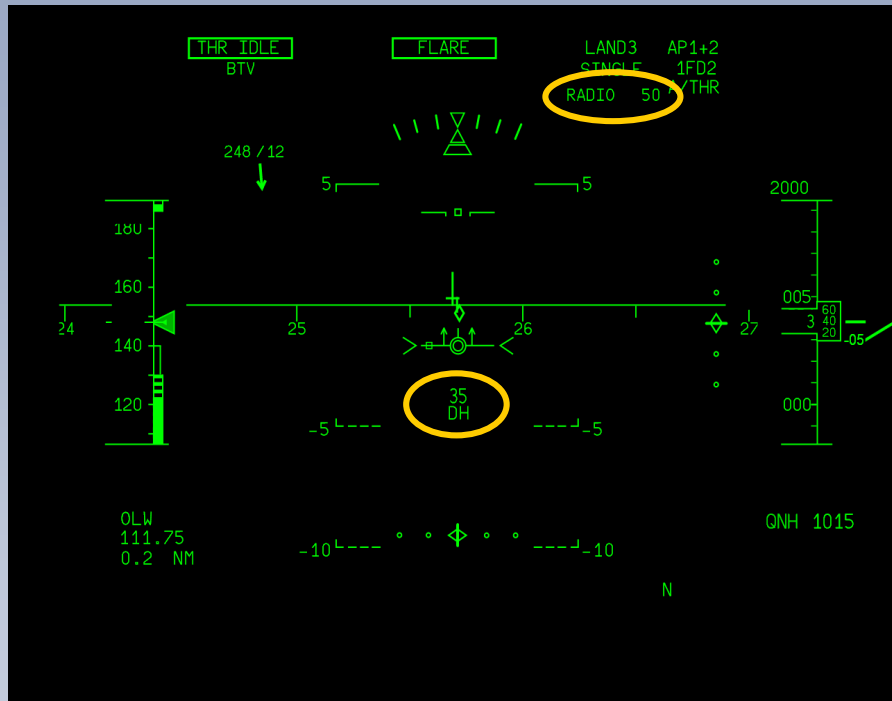 THR IDLE FLARE LAND3 AP1+2
BTV SINGLE 1FD2
RADIO 50 A/THR
248/12
5 5
2000
180
160
005
24 25 26 27
3 60 40 20
-05
140
35
DH
120
000
-5 -5
OLW
111.75
0.2 NM
QNH 1015
-10 -10
N